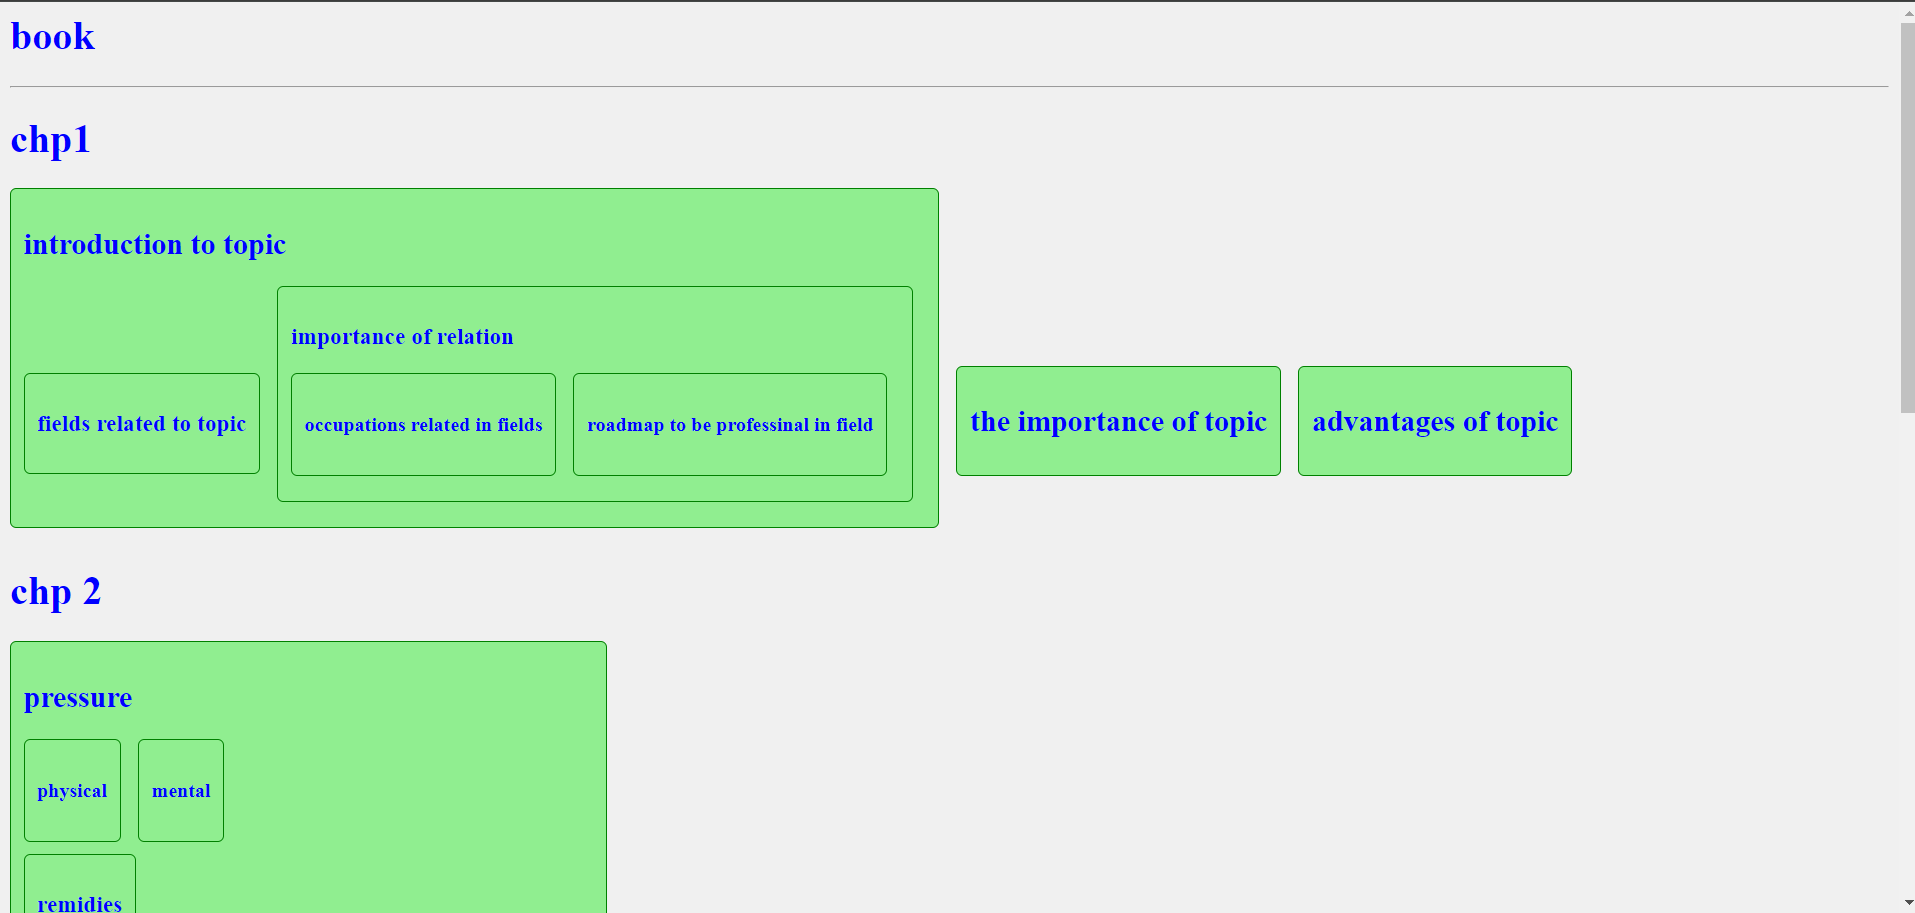 book
chp1
introduction to topic
importance of relation
fields related to topic
occupations related in fields
roadmap to be professinal in field
the importance of topic
advantages of topic
chp 2
pressure
physical
mental
remidies